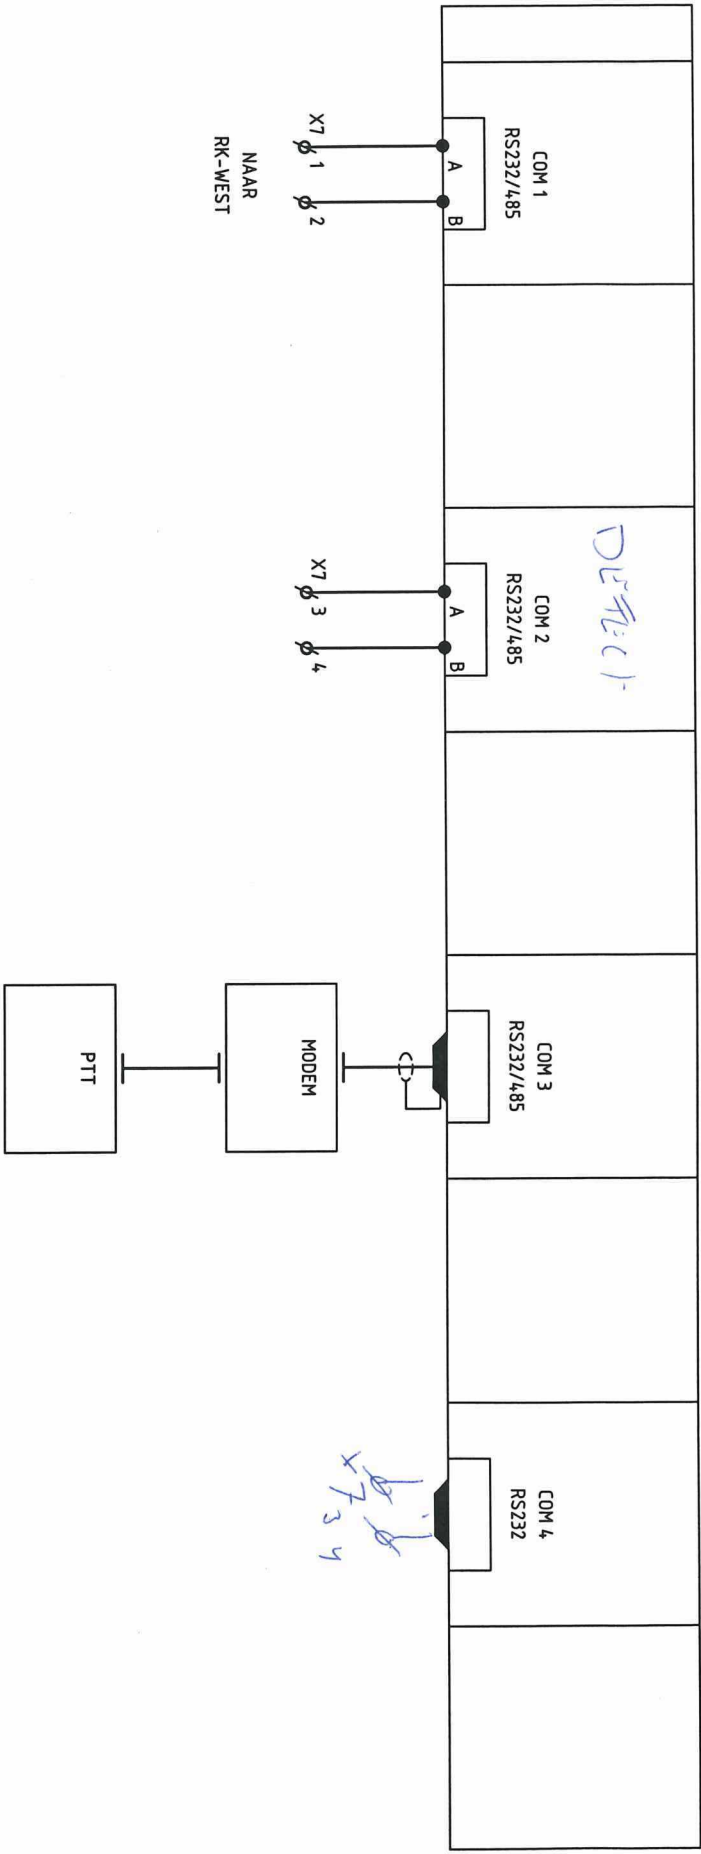 COM 1
RS232/485
A B
X7 1 2
NAAR
RK-WEST
DEFECT
COM 2
RS232/485
A B
X7 3 4
COM 3
RS232/485
MODEM
PTT
COM 4
RS232
X7 3 4